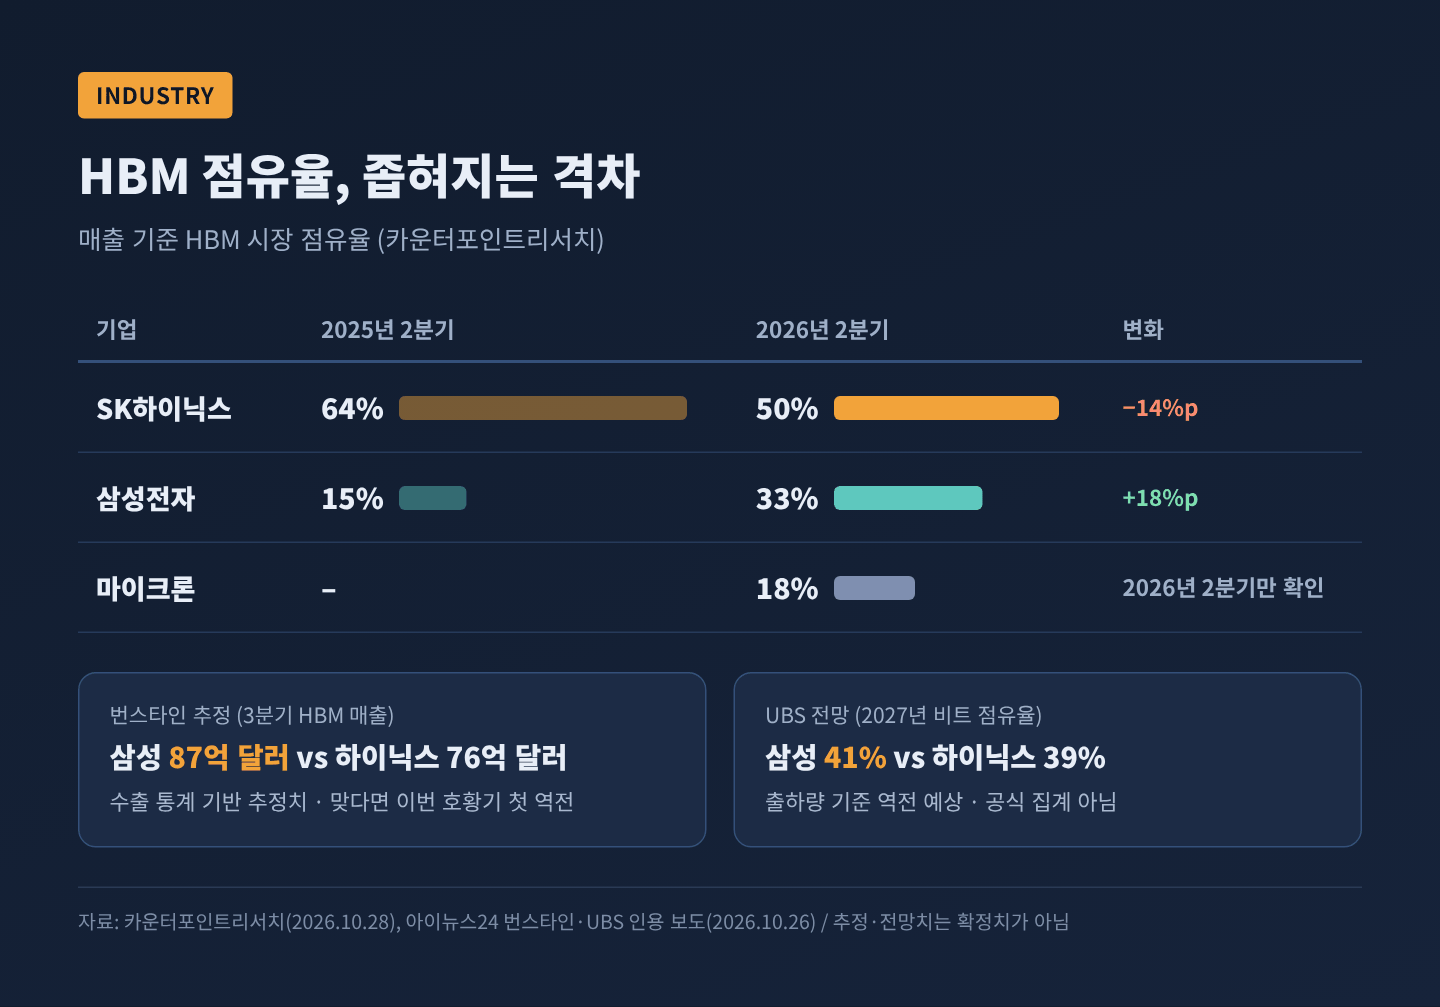 INDUSTRY
HBM 점유율, 좁혀지는 격차
매출 기준 HBM 시장 점유율 (카운터포인트리서치)
기업 2025년 2분기 2026년 2분기 변화
SK하이닉스 64% 50% −14%p
삼성전자 15% 33% +18%p
마이크론 – 18% 2026년 2분기만 확인
번스타인 추정 (3분기 HBM 매출)
삼성 87억 달러 vs 하이닉스 76억 달러
수출 통계 기반 추정치 · 맞다면 이번 호황기 첫 역전
UBS 전망 (2027년 비트 점유율)
삼성 41% vs 하이닉스 39%
출하량 기준 역전 예상 · 공식 집계 아님
자료: 카운터포인트리서치(2026.10.28), 아이뉴스24 번스타인·UBS 인용 보도(2026.10.26) / 추정·전망치는 확정치가 아님